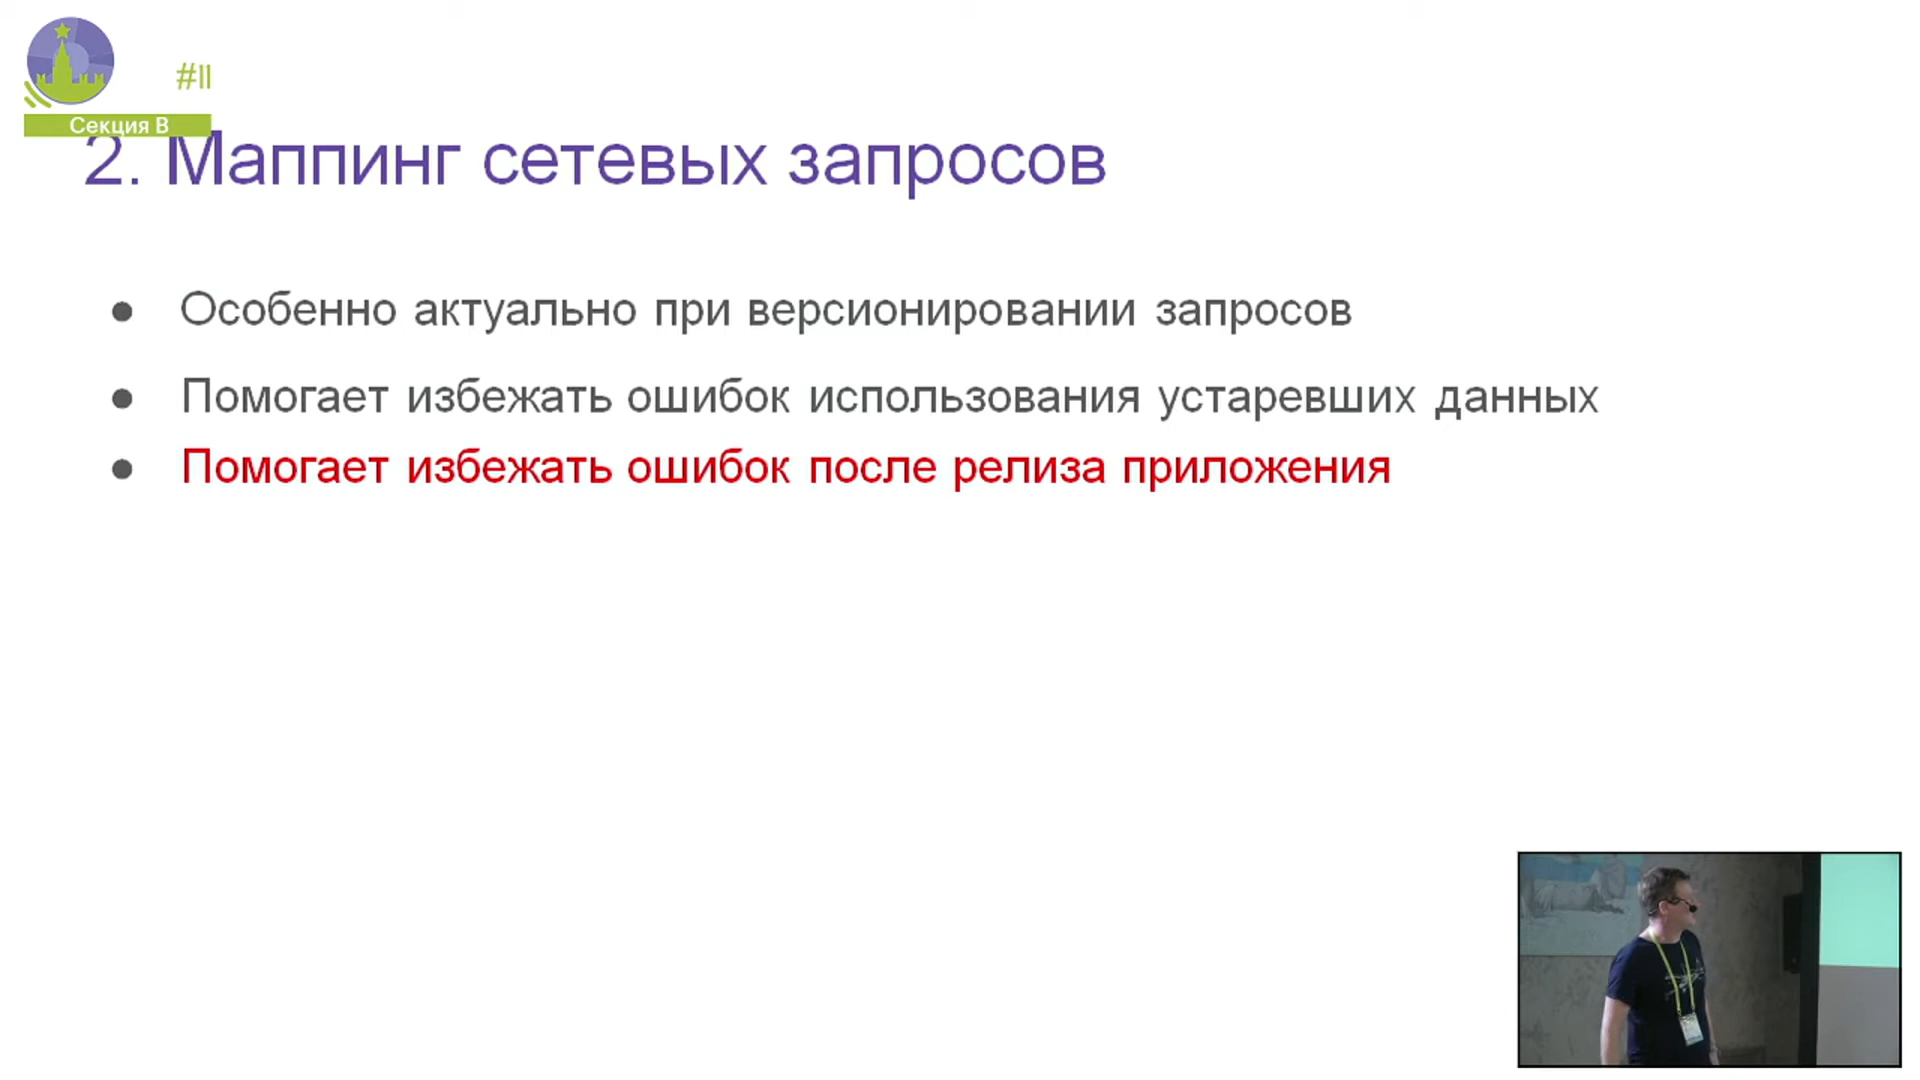 #11
Секция В
2. Маппинг сетевых запросов
● Особенно актуально при версионировании запросов
● Помогает избежать ошибок использования устаревших данных
● Помогает избежать ошибок после релиза приложения